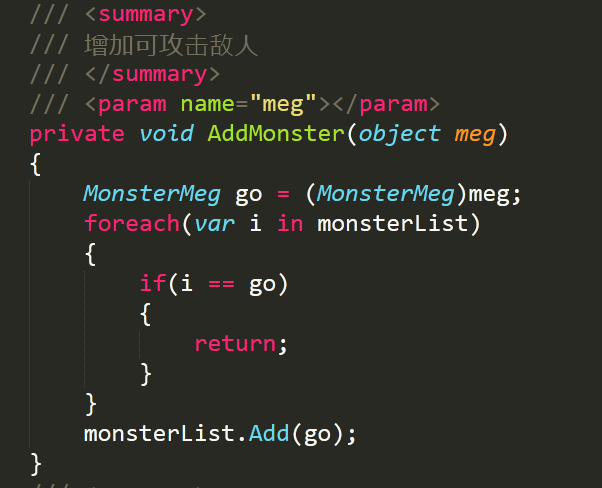 /// <summary>
/// 增加可攻击敌人
/// </summary>
/// <param name="meg"></param>
private void AddMonster(object meg)
{
    MonsterMeg go = (MonsterMeg)meg;
    foreach(var i in monsterList)
    {
        if(i == go)
        {
            return;
        }
    }
    monsterList.Add(go);
}